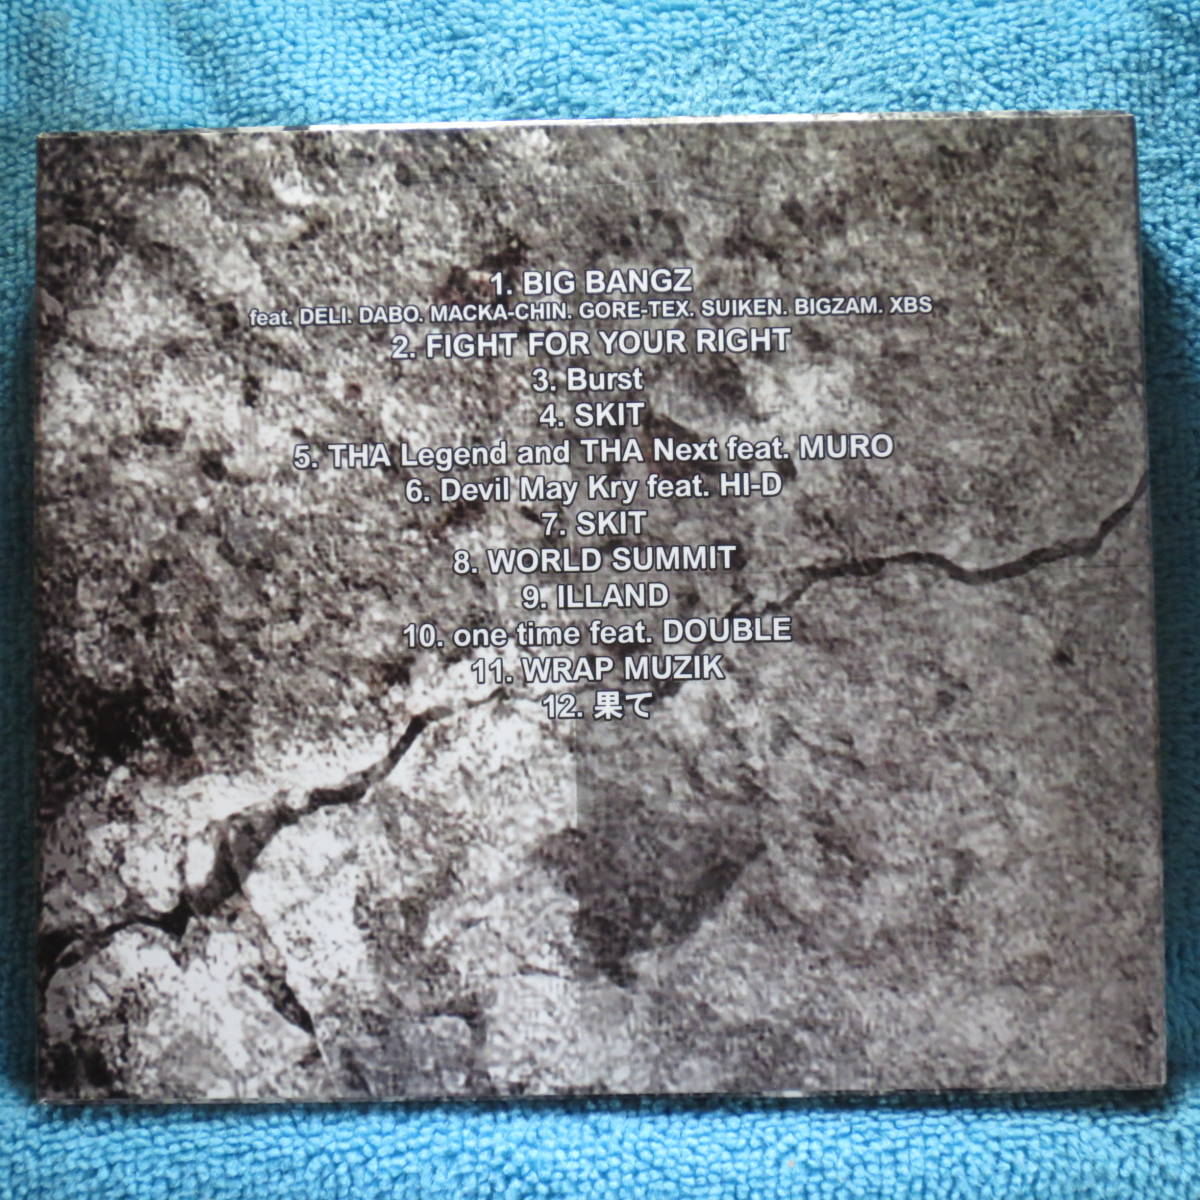 1. BIG BANGZ
feat. DELI. DABO. MACKA-CHIN. GORE-TEX. SUIKEN. BIGZAM. XBS
2. FIGHT FOR YOUR RIGHT
3. Burst
4. SKIT
5. THA Legend and THA Next feat. MURO
6. Devil May Kry feat. HI-D
7. SKIT
8. WORLD SUMMIT
9. ILLAND
10. one time feat. DOUBLE
11. WRAP MUZIK
12. 果て